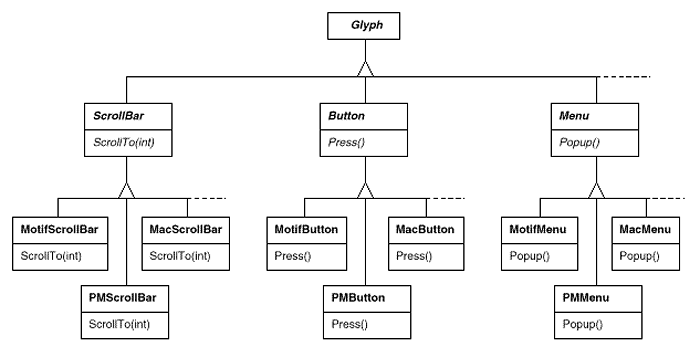 Glyph
ScrollBar
ScrollTo(int)
Button
Press()
Menu
Popup()
MotifScrollBar
ScrollTo(int)
MacScrollBar
ScrollTo(int)
MotifButton
Press()
MacButton
Press()
MotifMenu
Popup()
MacMenu
Popup()
PMScrollBar
ScrollTo(int)
PMButton
Press()
PMMenu
Popup()